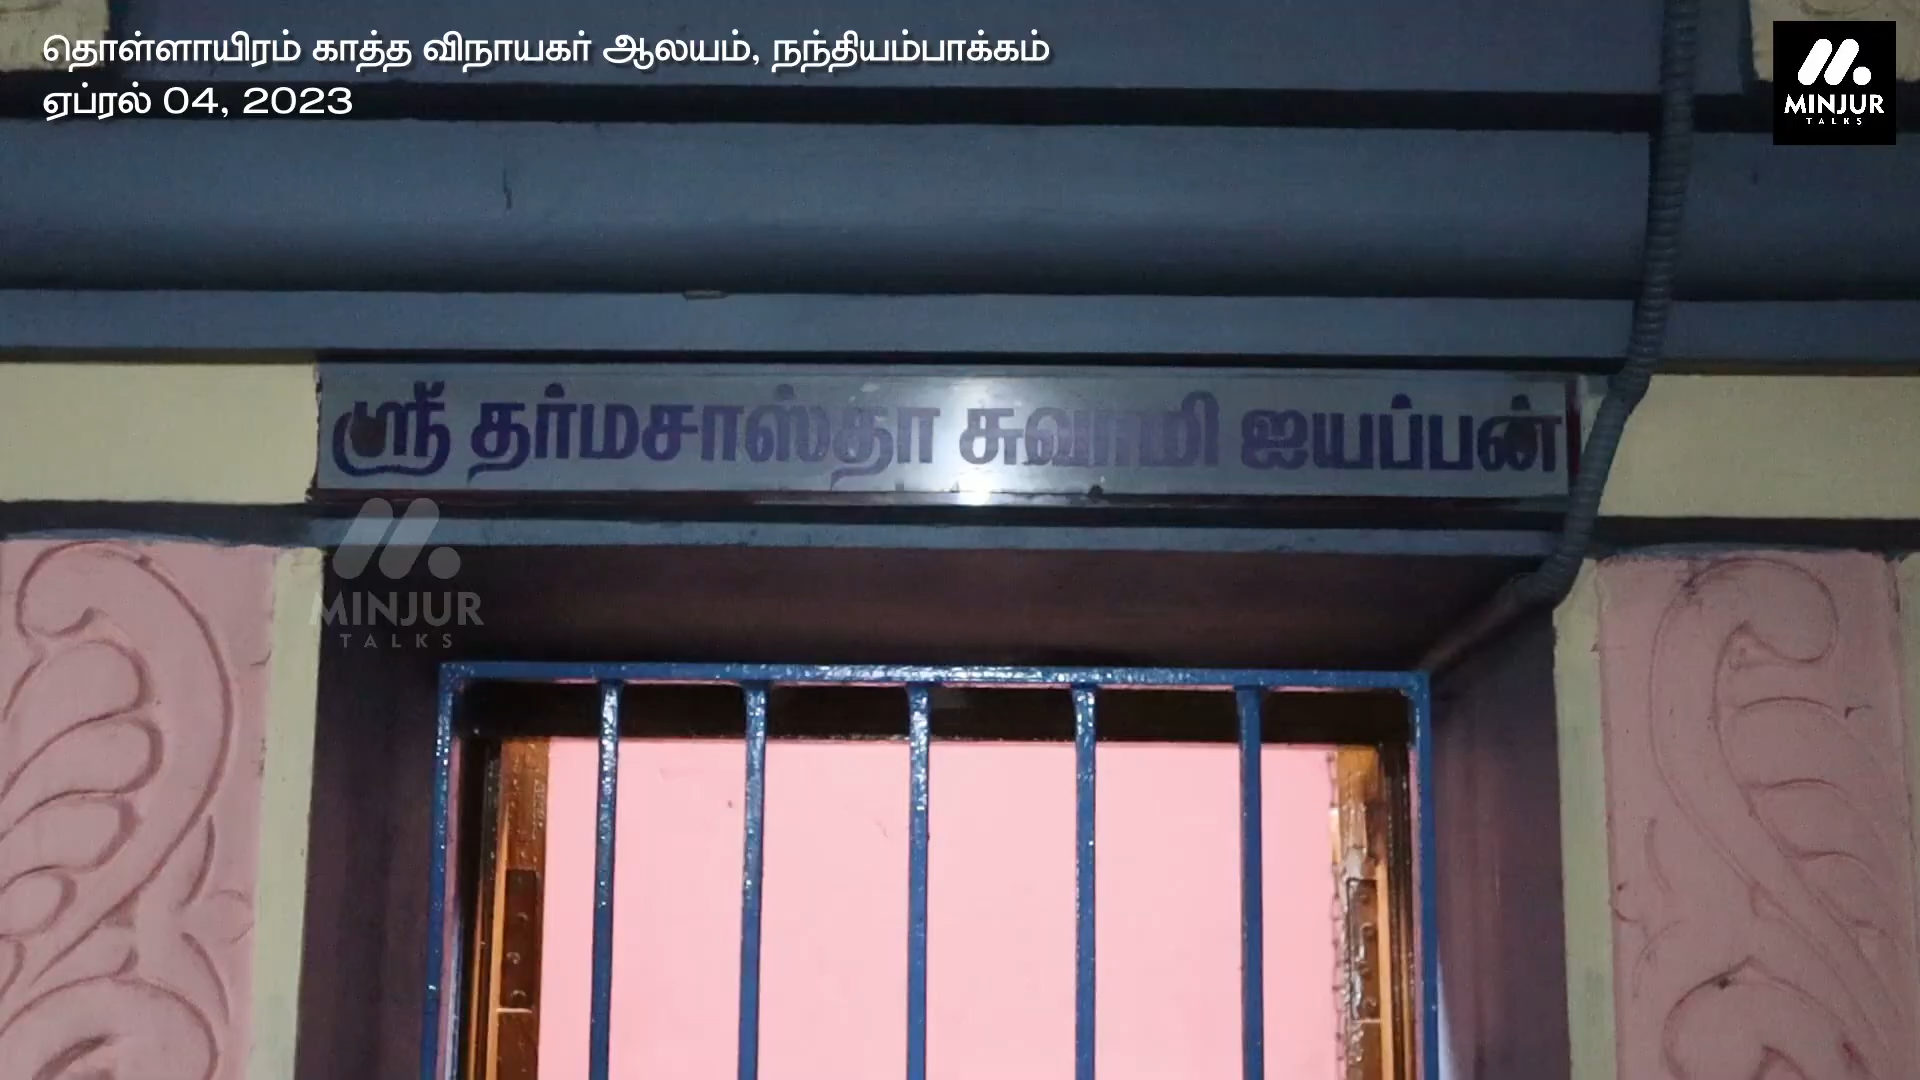 தொள்ளாயிரம் காத்த விநாயகர் ஆலயம், நந்தியம்பாக்கம்
ஏப்ரல் 04, 2023
MINJUR
TALKS
ஸ்ரீ தர்மசாஸ்தா சுவாமி ஐயப்பன்
MINJUR
TALKS